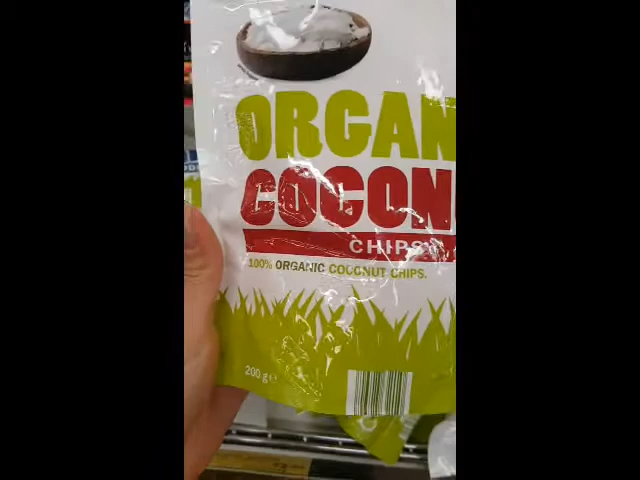 ORGAN
COCON
CHIPS
100% ORGANIC COCONUT CHIPS.
200 g e